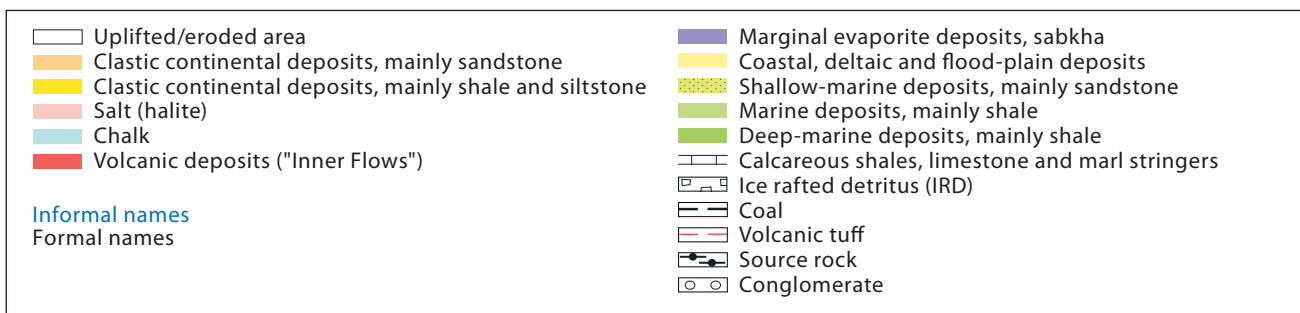 Uplifted/eroded area
Clastic continental deposits, mainly sandstone
Clastic continental deposits, mainly shale and siltstone
Salt (halite)
Chalk
Volcanic deposits ("Inner Flows")
Informal names
Formal names
Marginal evaporite deposits, sabkha
Coastal, deltaic and flood-plain deposits
Shallow-marine deposits, mainly sandstone
Marine deposits, mainly shale
Deep-marine deposits, mainly shale
Calcareous shales, limestone and marl stringers
Ice rafted detritus (IRD)
Coal
Volcanic tuff
Source rock
Conglomerate